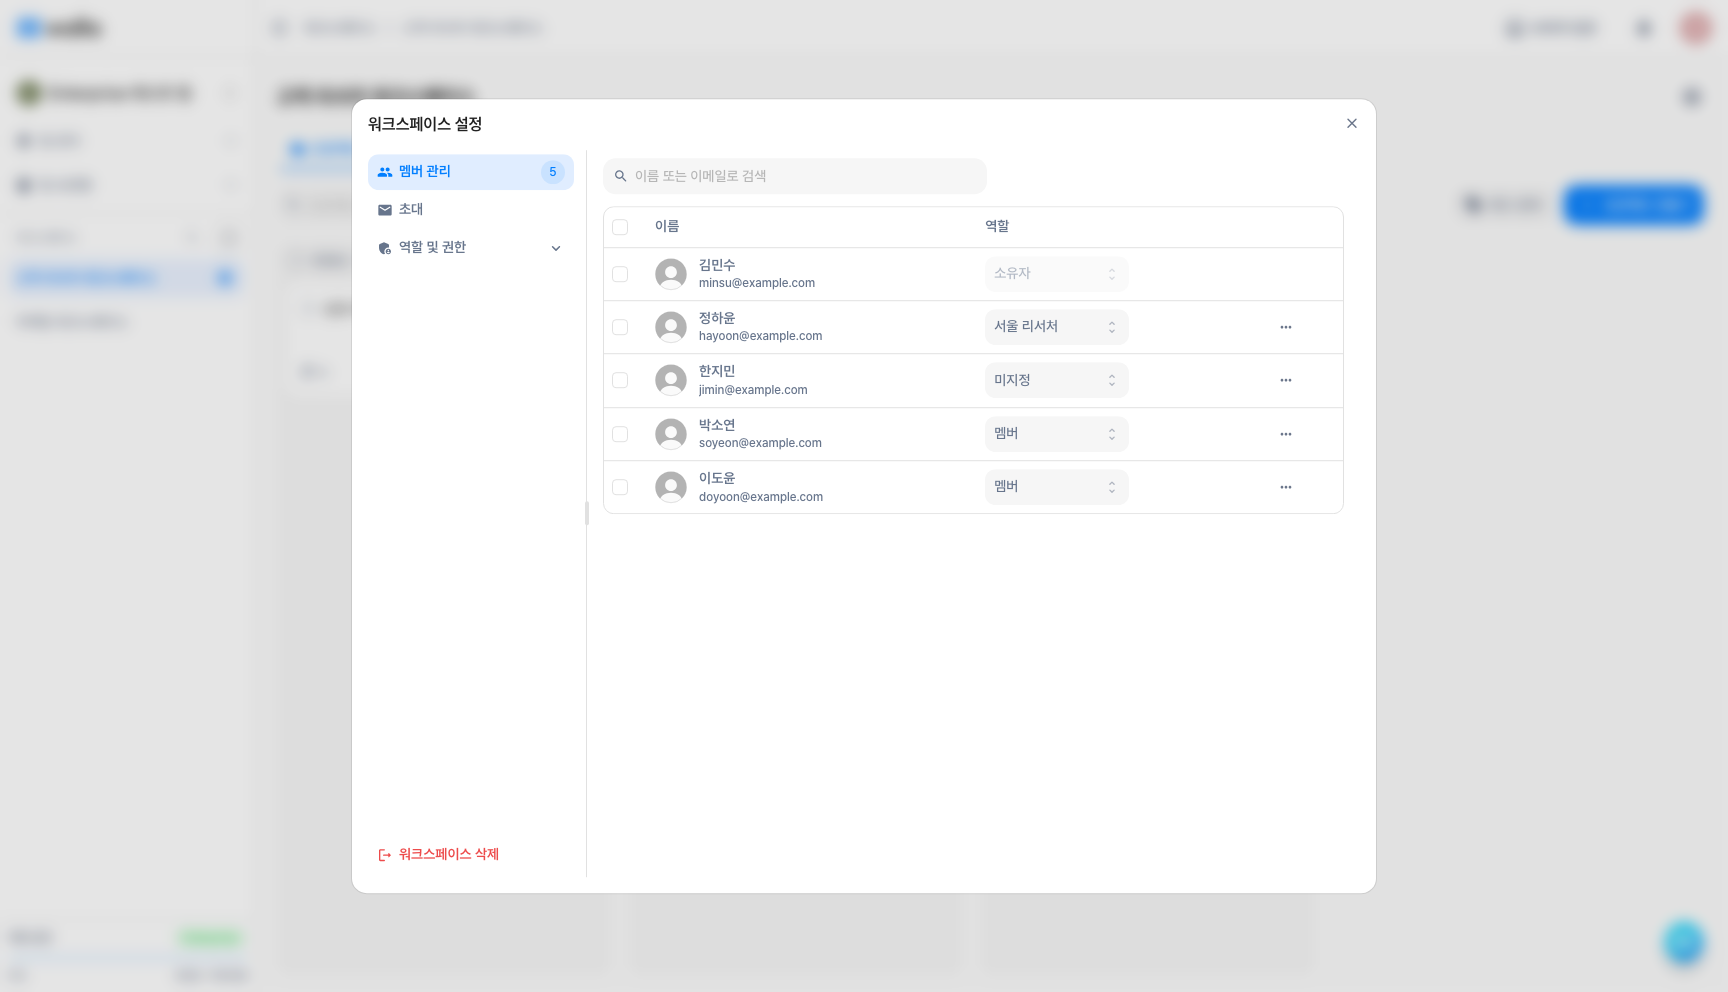 워크스페이스 설정
멤버 관리
5
초대
역할 및 권한
워크스페이스 삭제
이름 또는 이메일로 검색
이름
역할
김민수
minsu@example.com
소유자
정하윤
hayoon@example.com
서울 리서처
한지민
jimin@example.com
미지정
박소연
soyeon@example.com
멤버
이도윤
doyoon@example.com
멤버